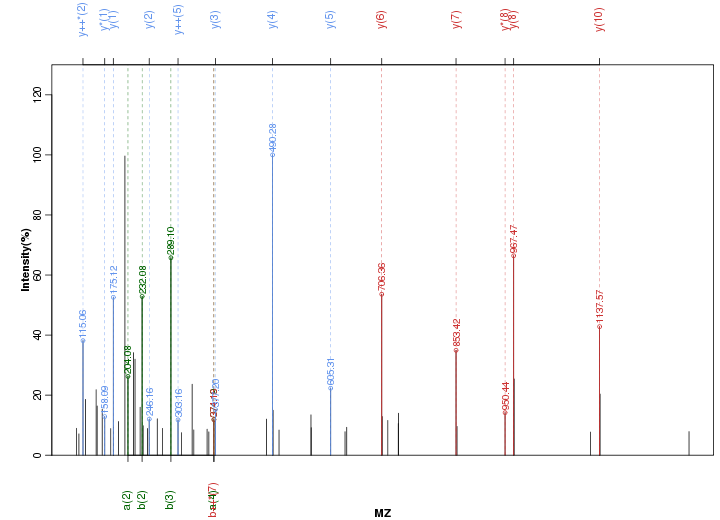 y++*(2)
y*(1)
y(1)
y(2)
y++(5)
y(3)
y(4)
y(5)
y(6)
y(7)
y*(8)
y(8)
y(10)
Intensity(%)
0
20
40
60
80
100
120
115.06
158.09
175.12
204.08
232.08
246.16
289.10
303.16
374.19
490.28
605.31
706.36
853.42
950.44
967.47
1137.57
a(2)
b(2)
b(3)
a(4)
MZ